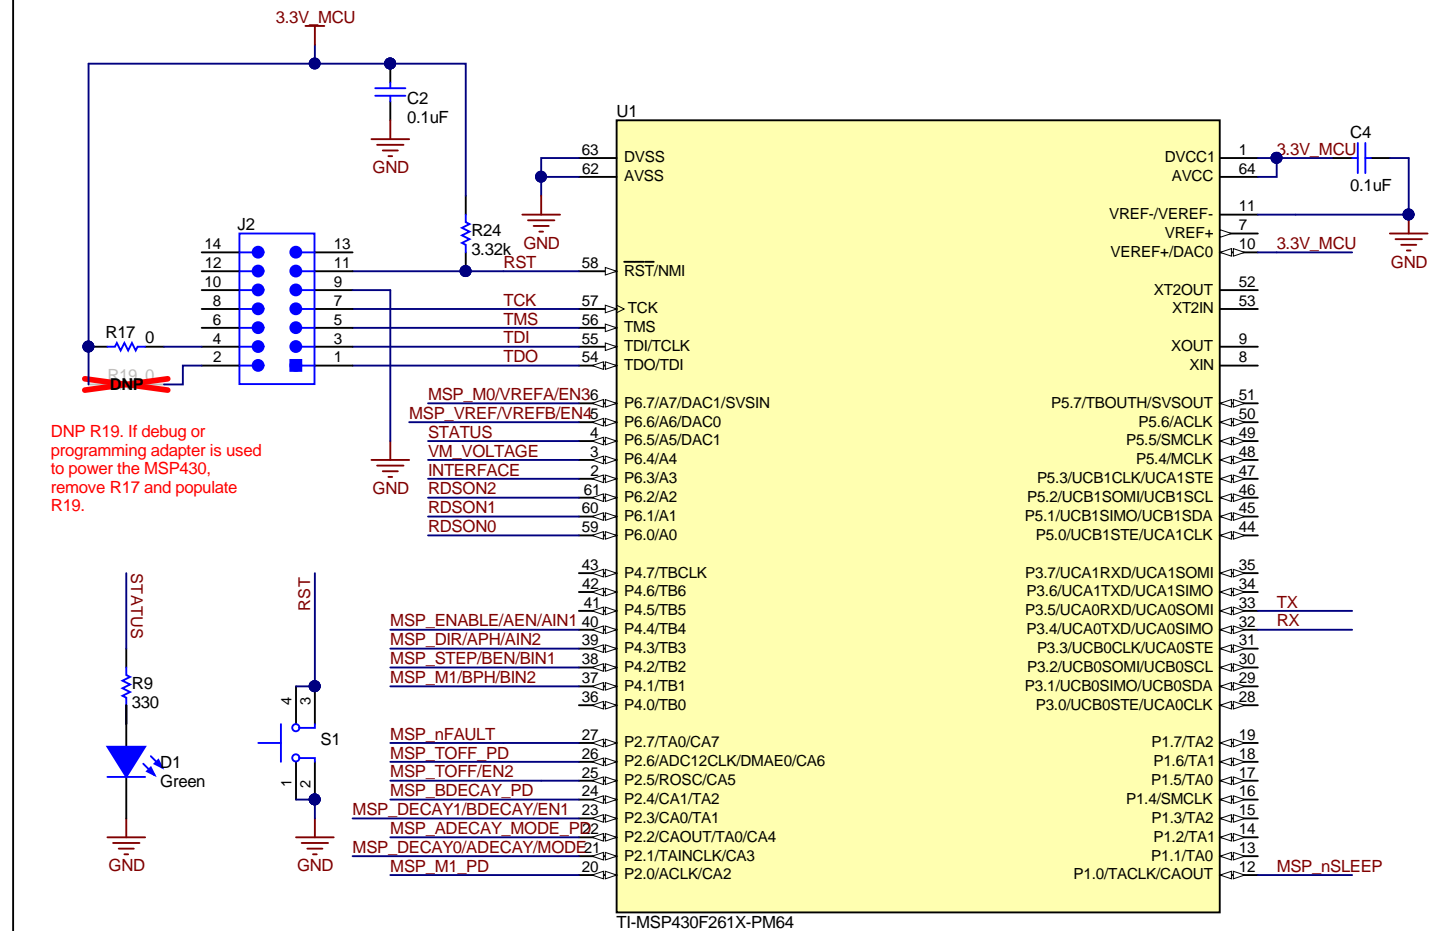 3.3V_MCU
C2
0.1uF
GND
J2
14 13
12 11
10 9
8 7
6 5
4 3
2 1
R24
3.32k
RST
TCK
TMS
TDI
TDO
R17 0
R19 0
DNP
DNP R19. If debug or
programming adapter is used
to power the MSP430,
remove R17 and populate
R19.
GND
GND
U1
63 DVSS
62 AVSS
58 RST/NMI
57 TCK
56 TMS
55 TDI/TCLK
54 TDO/TDI
MSP_M0/VREFA/EN3 6 P6.7/A7/DAC1/SVSIN
MSP_VREF/VREFB/EN4 5 P6.6/A6/DAC0
STATUS 4 P6.5/A5/DAC1
VM_VOLTAGE 3 P6.4/A4
INTERFACE 2 P6.3/A3
RDSON2 61 P6.2/A2
RDSON1 60 P6.1/A1
RDSON0 59 P6.0/A0
43 P4.7/TBCLK
42 P4.6/TB6
41 P4.5/TB5
MSP_ENABLE/AEN/AIN1 40 P4.4/TB4
MSP_DIR/APH/AIN2 39 P4.3/TB3
MSP_STEP/BEN/BIN1 38 P4.2/TB2
MSP_M1/BPH/BIN2 37 P4.1/TB1
36 P4.0/TB0
MSP_nFAULT 27 P2.7/TA0/CA7
MSP_TOFF_PD 26 P2.6/ADC12CLK/DMAE0/CA6
MSP_TOFF/EN2 25 P2.5/ROSC/CA5
MSP_BDECAY_PD 24 P2.4/CA1/TA2
MSP_DECAY1/BDECAY/EN1 23 P2.3/CA0/TA1
MSP_ADECAY_MODE_PD 22 P2.2/CAOUT/TA0/CA4
MSP_DECAY0/ADECAY/MODE 21 P2.1/TAINCLK/CA3
MSP_M1_PD 20 P2.0/ACLK/CA2
DVCC1 1 3.3V_MCU
AVCC 64
C4
0.1uF
VREF-/VEREF- 11
VREF+ 7
VEREF+/DAC0 10 3.3V_MCU
GND
XT2OUT 52
XT2IN 53
XOUT 9
XIN 8
P5.7/TBOUTH/SVSOUT 51
P5.6/ACLK 50
P5.5/SMCLK 49
P5.4/MCLK 48
P5.3/UCB1CLK/UCA1STE 47
P5.2/UCB1SOMI/UCB1SCL 46
P5.1/UCB1SIMO/UCB1SDA 45
P5.0/UCB1STE/UCA1CLK 44
P3.7/UCA1RXD/UCA1SOMI 35
P3.6/UCA1TXD/UCA1SIMO 34
P3.5/UCA0RXD/UCA0SOMI 33 TX
P3.4/UCA0TXD/UCA0SIMO 32 RX
P3.3/UCB0CLK/UCA0STE 31
P3.2/UCB0SOMI/UCB0SCL 30
P3.1/UCB0SIMO/UCB0SDA 29
P3.0/UCB0STE/UCA0CLK 28
P1.7/TA2 19
P1.6/TA1 18
P1.5/TA0 17
P1.4/SMCLK 16
P1.3/TA2 15
P1.2/TA1 14
P1.1/TA0 13
P1.0/TACLK/CAOUT 12 MSP_nSLEEP
TI-MSP430F261X-PM64
STATUS
R9
330
D1
Green
GND
RST
4 3
S1
1 2
GND